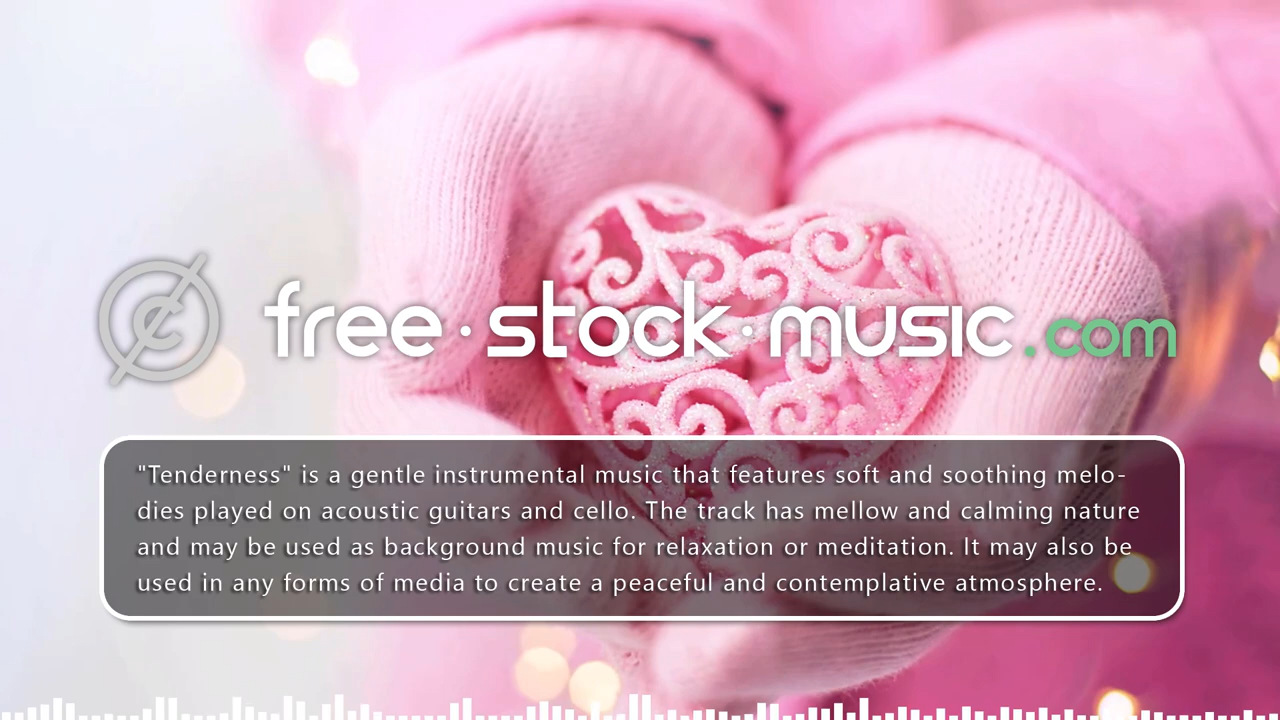 free·stock·music.com
"Tenderness" is a gentle instrumental music that features soft and soothing melo-
dies played on acoustic guitars and cello. The track has mellow and calming nature
and may be used as background music for relaxation or meditation. It may also be
used in any forms of media to create a peaceful and contemplative atmosphere.